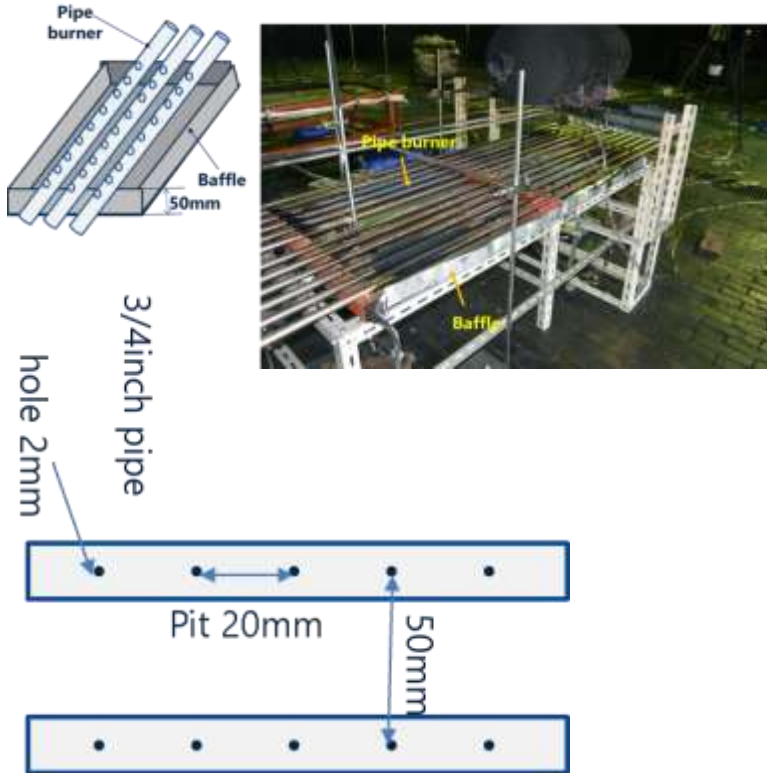 Pipe
burner
Baffle
50mm
Pipe burner
Baffle
3/4inch pipe
hole 2mm
Pit 20mm
50mm